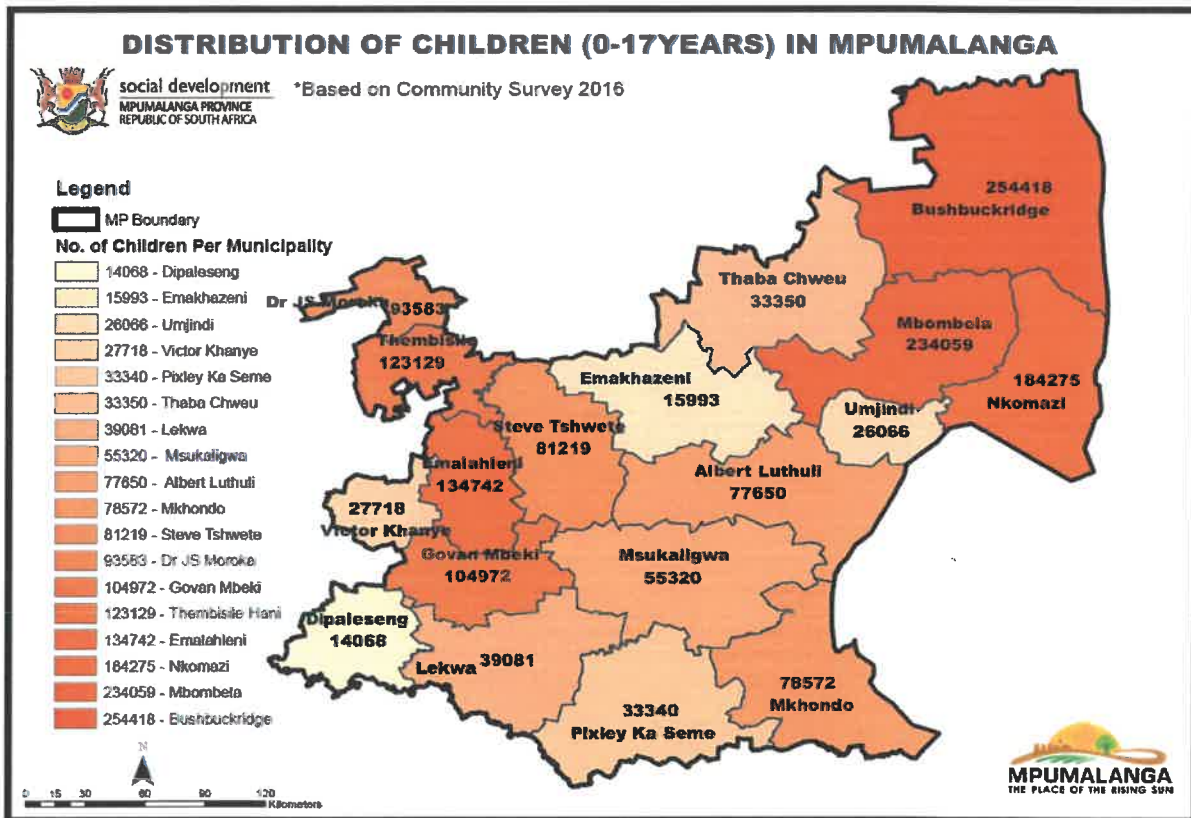 DISTRIBUTION OF CHILDREN (0-17YEARS) IN MPUMALANGA
social development
MPUMALANGA PROVINCE
REPUBLIC OF SOUTH AFRICA
*Based on Community Survey 2016
Legend
MP Boundary
No. of Children Per Municipality
14068 - Dipaleseng
15993 - Emakhazeni
26066 - Umjindi
27718 - Victor Khanye
33340 - Pixley Ka Seme
33350 - Thaba Chweu
39081 - Lekwa
55320 - Msukaligwa
77650 - Albert Luthuli
78572 - Mkhondo
81219 - Steve Tshwete
93583 - Dr JS Moroka
104972 - Govan Mbeki
123129 - Thembisile Hani
134742 - Emalahleni
184275 - Nkomazi
234059 - Mbombela
254418 - Bushbuckridge
N
0 15 30 60 90 120
Kilometers
254418
Bushbuckridge
Thaba Chweu
33350
Dr JS Moroka
93583
Thembisile
123129
Mbombela
234059
184275
Nkomazi
Emakhazeni
15993
Umjindi
26066
Steve Tshwete
81219
Emalahleni
134742
Albert Luthuli
77650
27718
Victor Khanye
Govan Mbeki
104972
Msukaligwa
55320
Dipaleseng
14068
Lekwa 39081
78572
Mkhondo
33340
Pixley Ka Seme
MPUMALANGA
THE PLACE OF THE RISING SUN